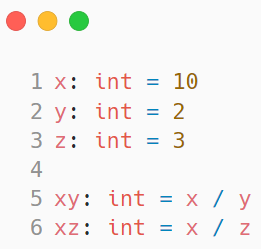 1 x: int = 10
2 y: int = 2
3 z: int = 3
4
5 xy: int = x / y
6 xz: int = x / z